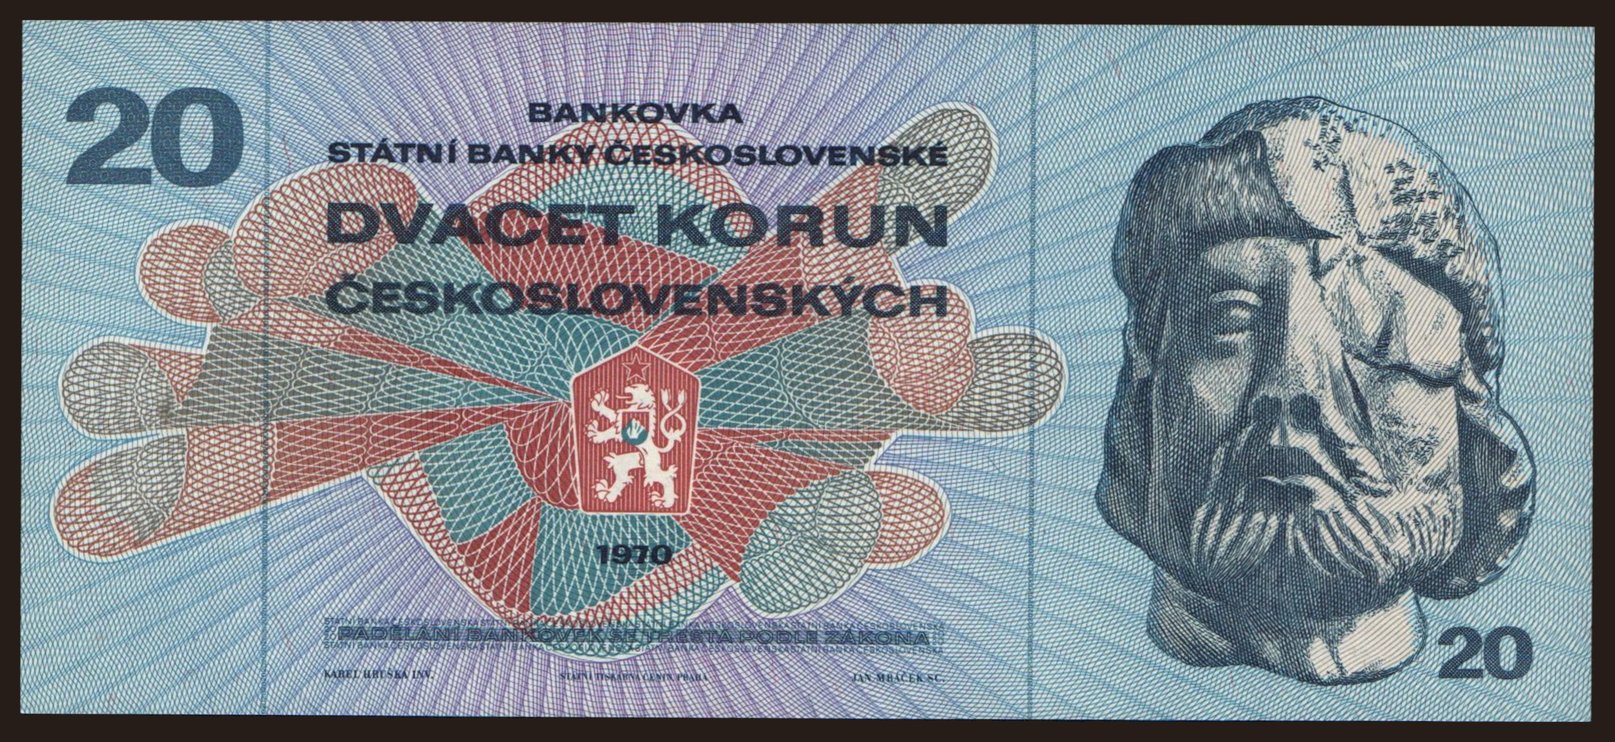 20
BANKOVKA
STÁTNÍ BANKY ČESKOSLOVENSKÉ
DVACET KORUN
ČESKOSLOVENSKÝCH
1970
PADĚLÁNÍ BANKOVEK SE TRESTÁ PODLE ZÁKONA
KAREL HRUŠKA INV.
STÁTNÍ TISKÁRNA CENIN, PRAHA
JAN MRÁČEK SC.
20